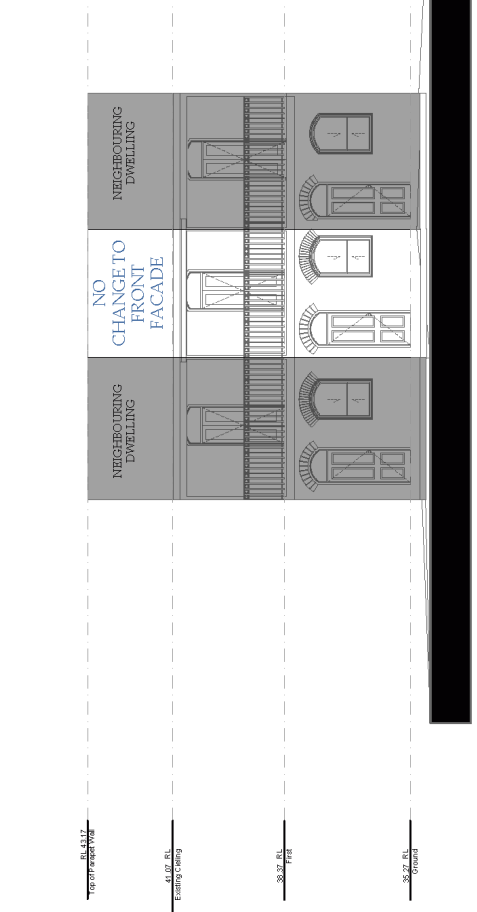 RL 43.17
Top of Parapet Wall
NEIGHBOURING
DWELLING
NO
CHANGE TO
FRONT
FACADE
NEIGHBOURING
DWELLING
41.07 RL
Existing Cieling
38.37 RL
First
35.27 RL
Ground